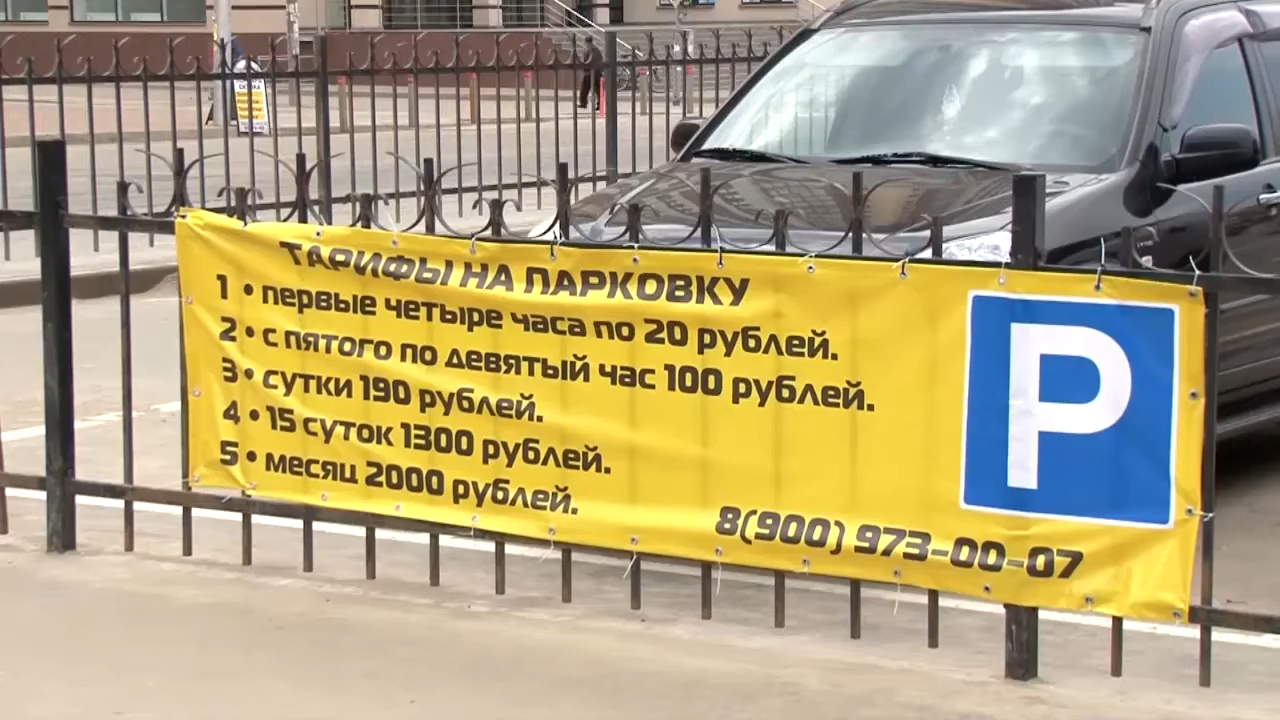 ТАРИФЫ НА ПАРКОВКУ
1 • первые четыре часа по 20 рублей.
2 • с пятого по девятый час 100 рублей.
3 • сутки 190 рублей.
4 • 15 суток 1300 рублей.
5 • месяц 2000 рублей.
8(900) 973-00-07
P